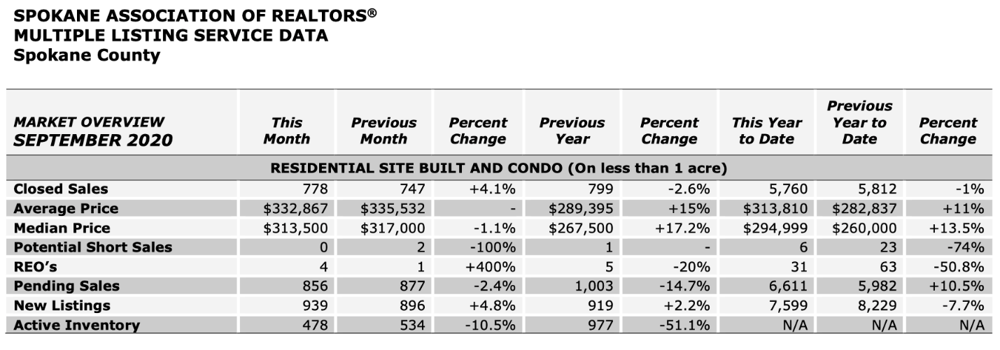 SPOKANE ASSOCIATION OF REALTORS®
MULTIPLE LISTING SERVICE DATA
Spokane County
MARKET OVERVIEW SEPTEMBER 2020 This Month Previous Month Percent Change Previous Year Percent Change This Year to Date Previous Year to Date Percent Change
RESIDENTIAL SITE BUILT AND CONDO (On less than 1 acre)
Closed Sales 778 747 +4.1% 799 -2.6% 5,760 5,812 -1%
Average Price $332,867 $335,532 - $289,395 +15% $313,810 $282,837 +11%
Median Price $313,500 $317,000 -1.1% $267,500 +17.2% $294,999 $260,000 +13.5%
Potential Short Sales 0 2 -100% 1 - 6 23 -74%
REO’s 4 1 +400% 5 -20% 31 63 -50.8%
Pending Sales 856 877 -2.4% 1,003 -14.7% 6,611 5,982 +10.5%
New Listings 939 896 +4.8% 919 +2.2% 7,599 8,229 -7.7%
Active Inventory 478 534 -10.5% 977 -51.1% N/A N/A N/A